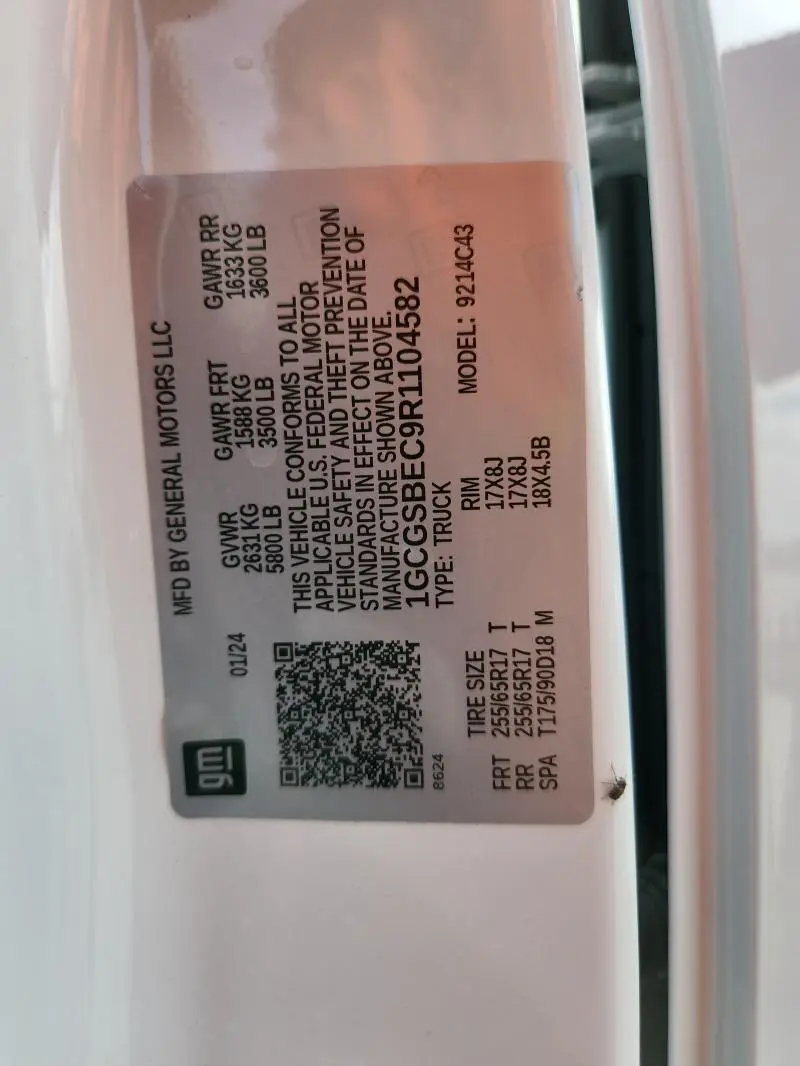 gm
01/24
MFD BY GENERAL MOTORS LLC
GVWR GAWR FRT GAWR RR
2631 KG 1588 KG 1633 KG
5800 LB 3500 LB 3600 LB
THIS VEHICLE CONFORMS TO ALL
APPLICABLE U.S. FEDERAL MOTOR
VEHICLE SAFETY AND THEFT PREVENTION
STANDARDS IN EFFECT ON THE DATE OF
MANUFACTURE SHOWN ABOVE.
1GCGSBEC9R1104582
8624
TYPE: TRUCK MODEL: 9214C43
TIRE SIZE RIM
FRT 255/65R17 T 17X8J
RR 255/65R17 T 17X8J
SPA T175/90D18 M 18X4.5B